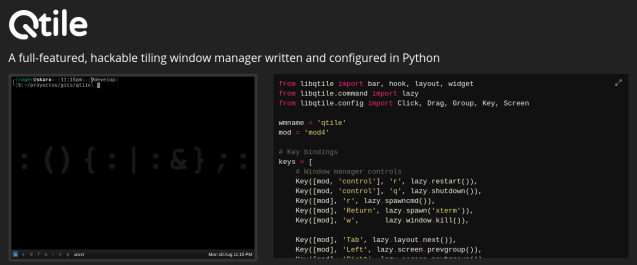 Qtile
A full-featured, hackable tiling window manager written and configured in Python
(roger@skaro)-(11:15pm)-(develop)
(~/proyectos/gits/qtile)
:(){:|:&};:
Mon 10 Aug 11:15 PM
from libqtile import bar, hook, layout, widget
from libqtile.command import lazy
from libqtile.config import Click, Drag, Group, Key, Screen
wmname = 'qtile'
mod = 'mod4'
# Key bindings
keys = [
# Window manager controls
Key([mod, 'control'], 'r', lazy.restart()),
Key([mod, 'control'], 'q', lazy.shutdown()),
Key([mod], 'r', lazy.spawncmd()),
Key([mod], 'Return', lazy.spawn('xterm')),
Key([mod], 'w', lazy.window.kill()),
Key([mod], 'Tab', lazy.layout.next()),
Key([mod], 'Left', lazy.screen.prevgroup()),